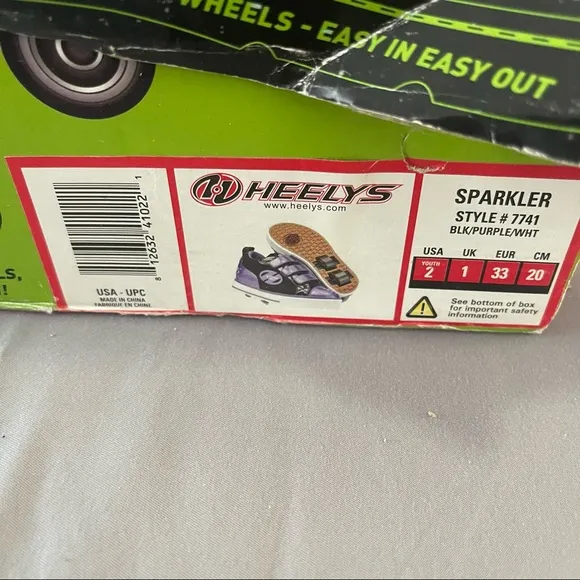 WHEELS - EASY IN EASY OUT
HEELYS
www.heelys.com
SPARKLER
STYLE # 7741
BLK/PURPLE/WHT
USA UK EUR CM
YOUTH
2 1 33 20
See bottom of box
for important safety
information
8 12632 41022 1
USA - UPC
MADE IN CHINA
FABRIQUE EN CHINE